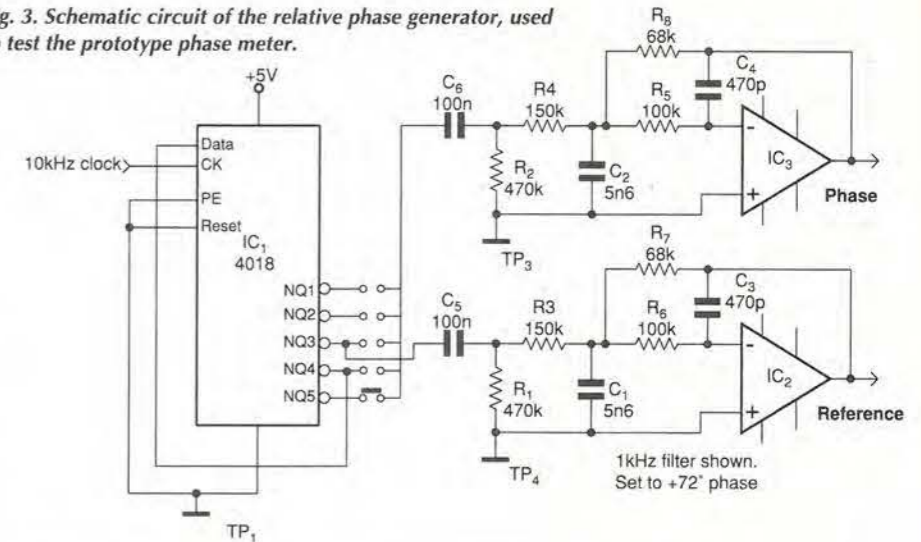 g. 3. Schematic circuit of the relative phase generator, used
o test the prototype phase meter.
+5V
10kHz clock
Data
CK
PE
Reset
IC1
4018
NQ1
NQ2
NQ3
NQ4
NQ5
TP1
C6
100n
R2
470k
R4
150k
C2
5n6
R8
68k
R5
100k
C4
470p
-
+
IC3
Phase
TP3
C5
100n
R1
470k
R3
150k
C1
5n6
R7
68k
R6
100k
C3
470p
-
+
IC2
Reference
TP4
1kHz filter shown.
Set to +72° phase